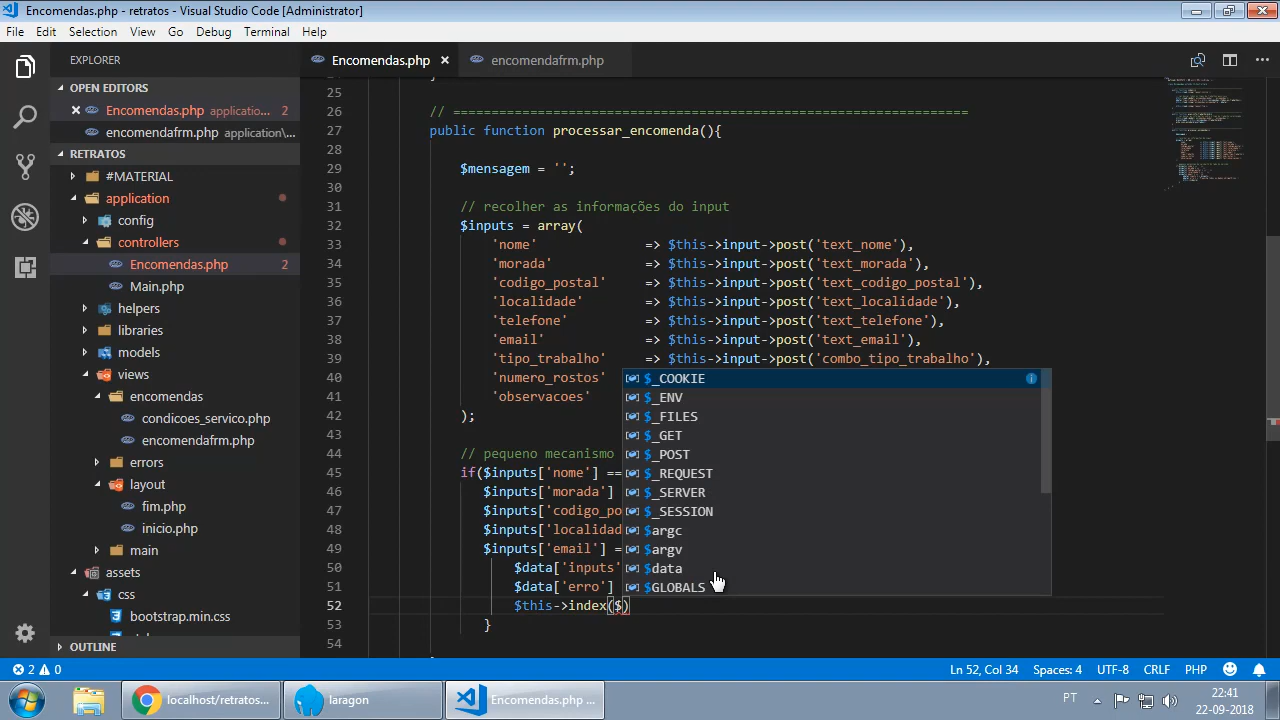 Encomendas.php - retratos - Visual Studio Code [Administrator]
File Edit Selection View Go Debug Terminal Help
EXPLORER
OPEN EDITORS
Encomendas.php applicatio... 2
encomendafrm.php application\...
RETRATOS
#MATERIAL
application
config
controllers
Encomendas.php 2
Main.php
helpers
libraries
models
views
encomendas
condicoes_servico.php
encomendafrm.php
errors
layout
fim.php
inicio.php
main
assets
css
bootstrap.min.css
OUTLINE
Encomendas.php encomendafrm.php
25
26 // ===================================================================
27 public function processar_encomenda(){
28
29 $mensagem = '';
30
31 // recolher as informações do input
32 $inputs = array(
33 'nome' => $this->input->post('text_nome'),
34 'morada' => $this->input->post('text_morada'),
35 'codigo_postal' => $this->input->post('text_codigo_postal'),
36 'localidade' => $this->input->post('text_localidade'),
37 'telefone' => $this->input->post('text_telefone'),
38 'email' => $this->input->post('text_email'),
39 'tipo_trabalho' => $this->input->post('combo_tipo_trabalho'),
40 'numero_rostos'
41 'observacoes'
42 );
43
44 // pequeno mecanismo
45 if($inputs['nome'] ==
46 $inputs['morada']
47 $inputs['codigo_po
48 $inputs['localidad
49 $inputs['email'] =
50 $data['inputs'
51 $data['erro']
52 $this->index($)
53 }
54
$_COOKIE
$_ENV
$_FILES
$_GET
$_POST
$_REQUEST
$_SERVER
$_SESSION
$argc
$argv
$data
$GLOBALS
2 0 Ln 52, Col 34 Spaces: 4 UTF-8 CRLF PHP
localhost/retratos... laragon Encomendas.php ... PT 22:41
22-09-2018